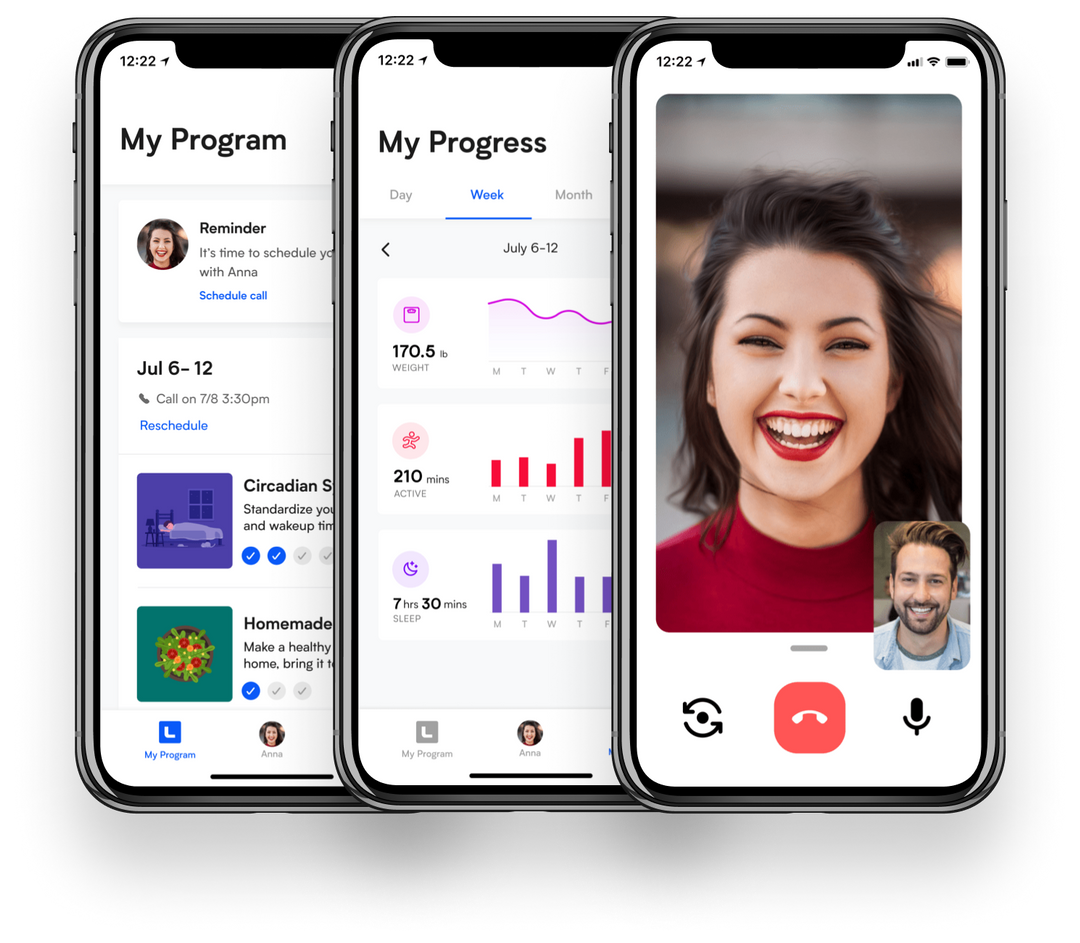 12:22
My Program
Reminder
It's time to schedule
with Anna
Schedule call
Jul 6- 12
Call on 7/8 3:30pm
Reschedule
Circadian
Standardize
and wakeup
Homemade
Make a healthy
home, bring it
My Program
Anna
12:22
My Progress
Day
Week
Month
July 6-12
170.5 lb
WEIGHT
M T W T F
210 mins
ACTIVE
M T W T F
7 hrs 30 mins
SLEEP
M T W T F
My Program
Anna
12:22